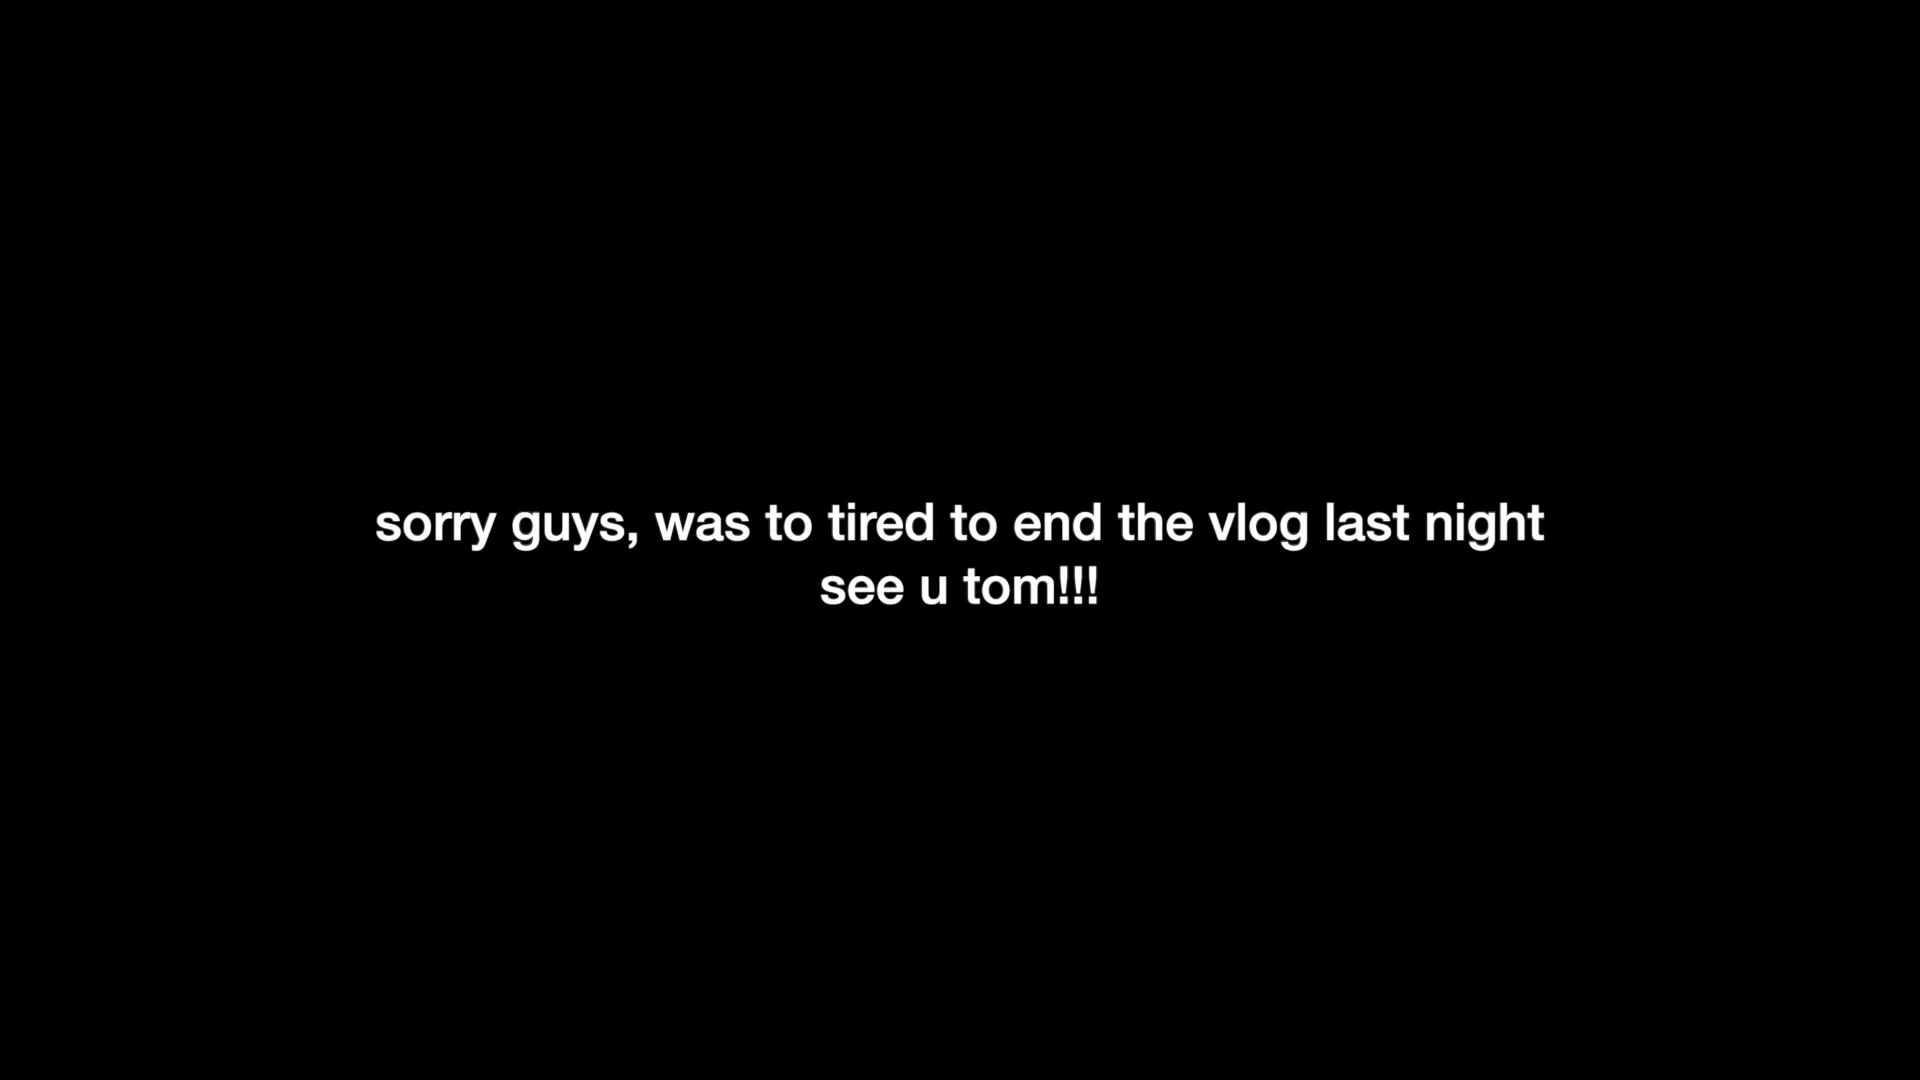 sorry guys, was to tired to end the vlog last night
see u tom!!!